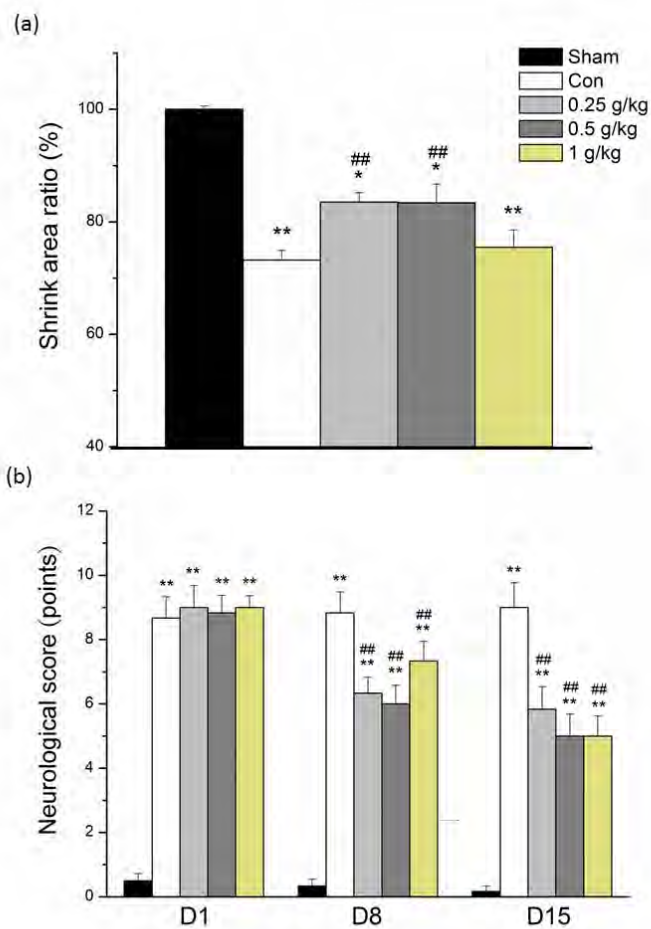 (a)
Shrink area ratio (%)
100
80
60
40
Sham
Con
0.25 g/kg
0.5 g/kg
1 g/kg
**
##
*
##
*
**
(b)
Neurological score (points)
12
10
8
6
4
2
0
** ** ** **
**
##
**
##
**
##
**
**
##
**
##
**
##
**
D1 D8 D15